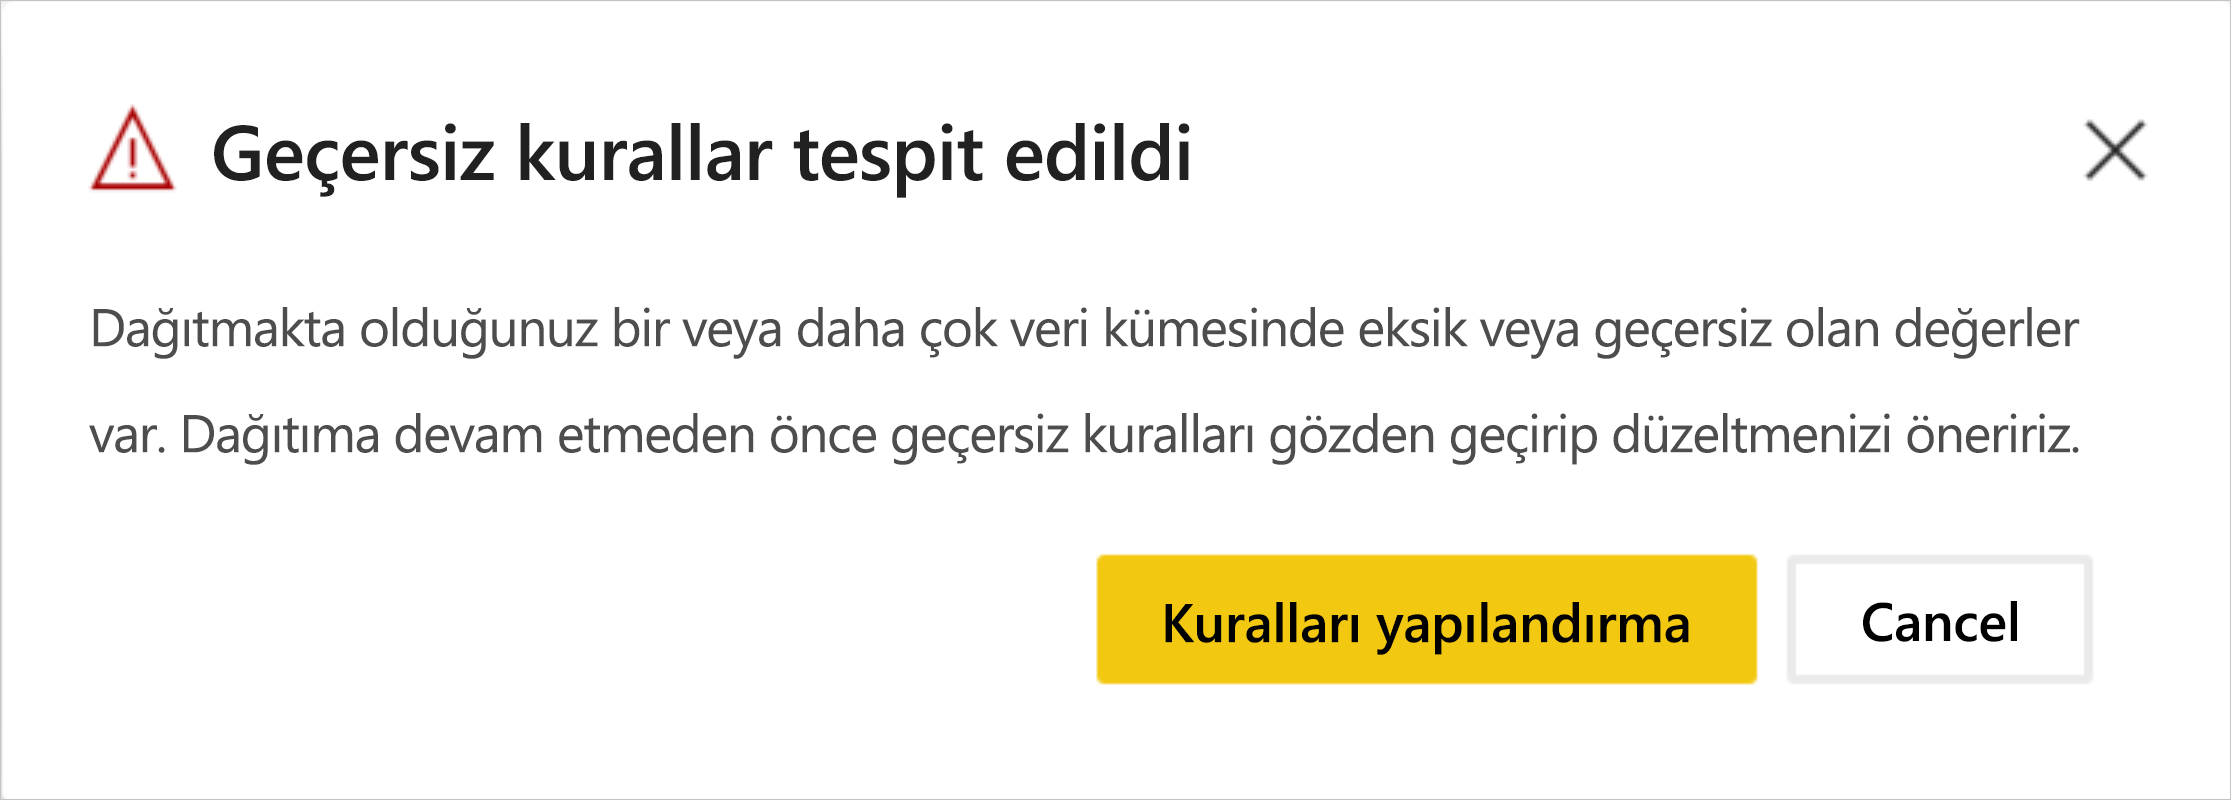 Geçersiz kurallar tespit edildi
Dağıtmakta olduğunuz bir veya daha çok veri kümesinde eksik veya geçersiz olan değerler
var. Dağıtıma devam etmeden önce geçersiz kuralları gözden geçirip düzeltmenizi öneririz.
Kuralları yapılandırma
Cancel